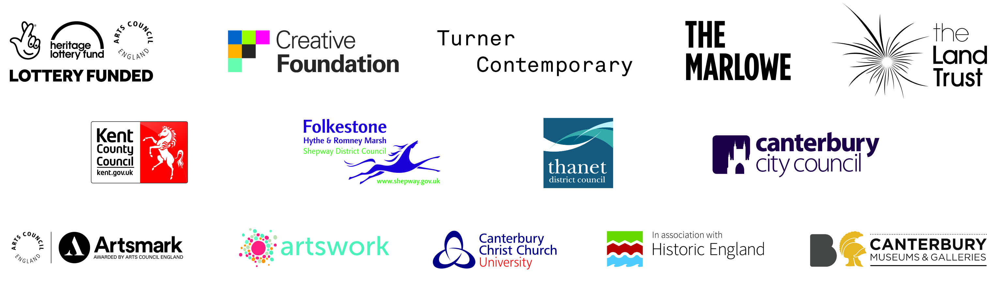 heritage
lottery fund
ARTS COUNCIL
ENGLAND
LOTTERY FUNDED
Creative
Foundation
Turner
Contemporary
THE
MARLOWE
the
Land
Trust
Kent
County
Council
kent.gov.uk
Folkestone
Hythe & Romney Marsh
Shepway District Council
www.shepway.gov.uk
thanet
district council
canterbury
city council
ARTS COUNCIL
ENGLAND
Artsmark
AWARDED BY ARTS COUNCIL ENGLAND
artswork
Canterbury
Christ Church
University
In association with
Historic England
B
CANTERBURY
MUSEUMS & GALLERIES